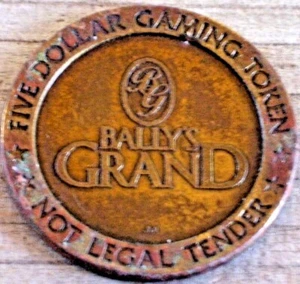 FIVE DOLLAR GAMING TOKEN
BG
BALLY'S
GRAND
NOT LEGAL TENDER